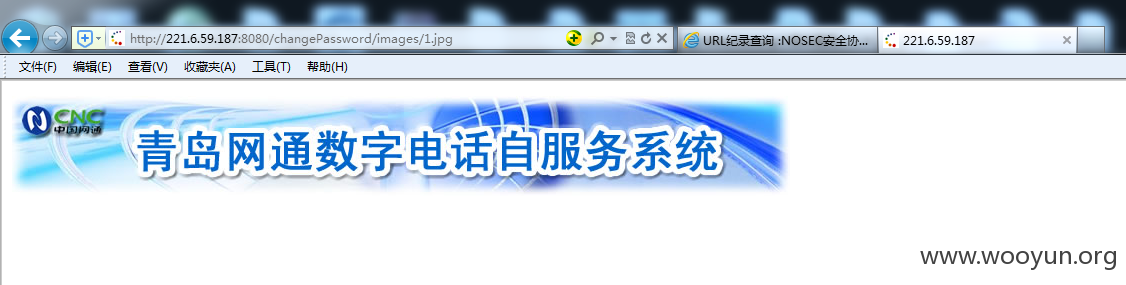 http://221.6.59.187:8080/changePassword/images/1.jpg
URL纪录查询 :NOSEC安全协...
221.6.59.187
文件(F) 编辑(E) 查看(V) 收藏夹(A) 工具(T) 帮助(H)
CNC
中国网通
青岛网通数字电话自服务系统
www.wooyun.org